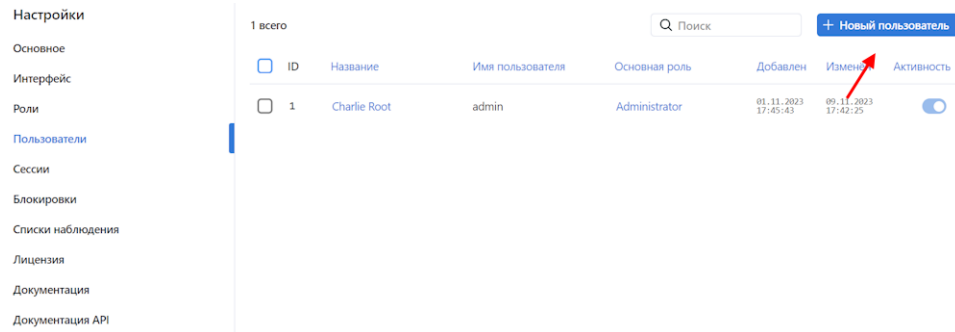 Настройки
Основное
Интерфейс
Роли
Пользователи
Сессии
Блокировки
Списки наблюдения
Лицензия
Документация
Документация API
1 всего
Поиск
+ Новый пользователь
ID Название Имя пользователя Основная роль Добавлен Изменен Активность
1 Charlie Root admin Administrator 01.11.2023 09.11.2023
17:45:43 17:42:25